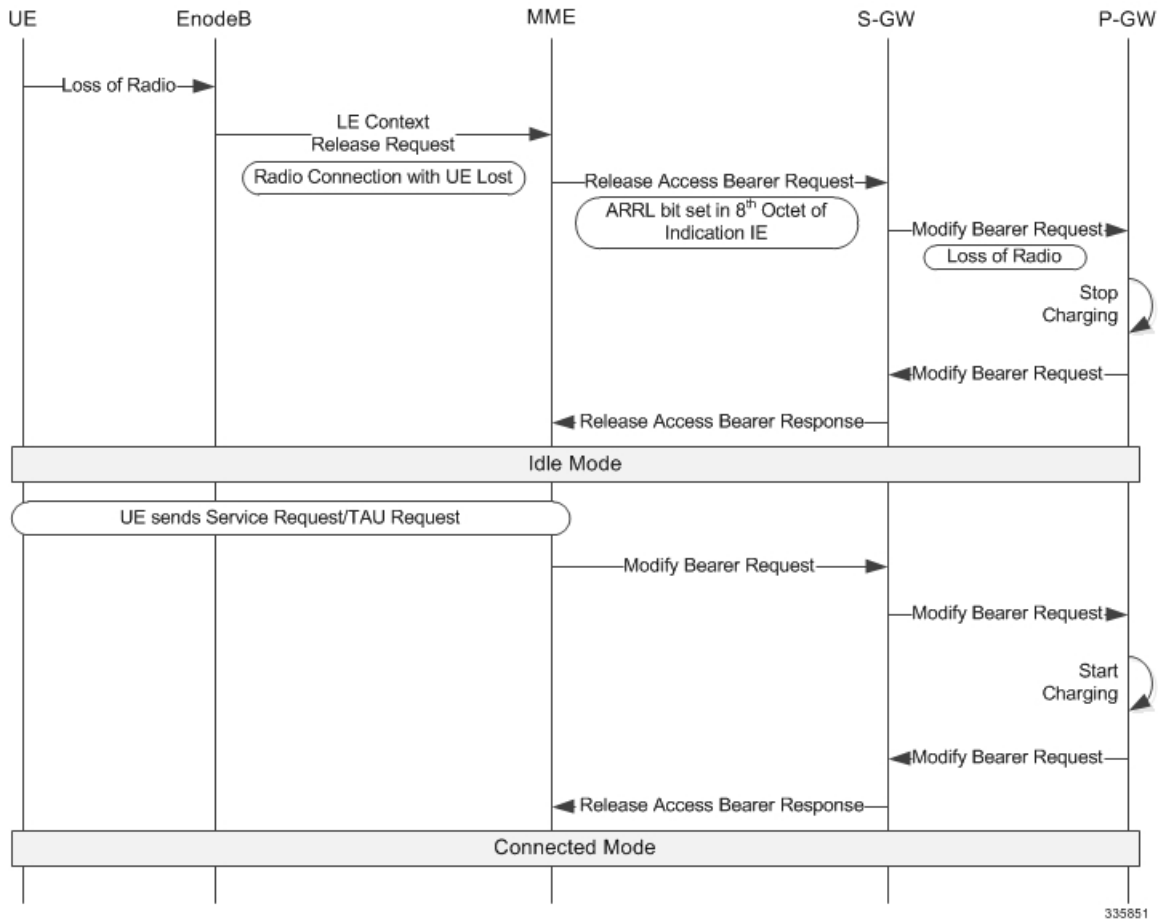 UE
EnodeB
MME
S-GW
P-GW
Loss of Radio
LE Context
Release Request
Radio Connection with UE Lost
Release Access Bearer Request
ARRL bit set in 8th Octet of
Indication IE
Modify Bearer Request
Loss of Radio
Stop
Charging
Modify Bearer Request
Release Access Bearer Response
Idle Mode
UE sends Service Request/TAU Request
Modify Bearer Request
Modify Bearer Request
Start
Charging
Modify Bearer Request
Release Access Bearer Response
Connected Mode
335851